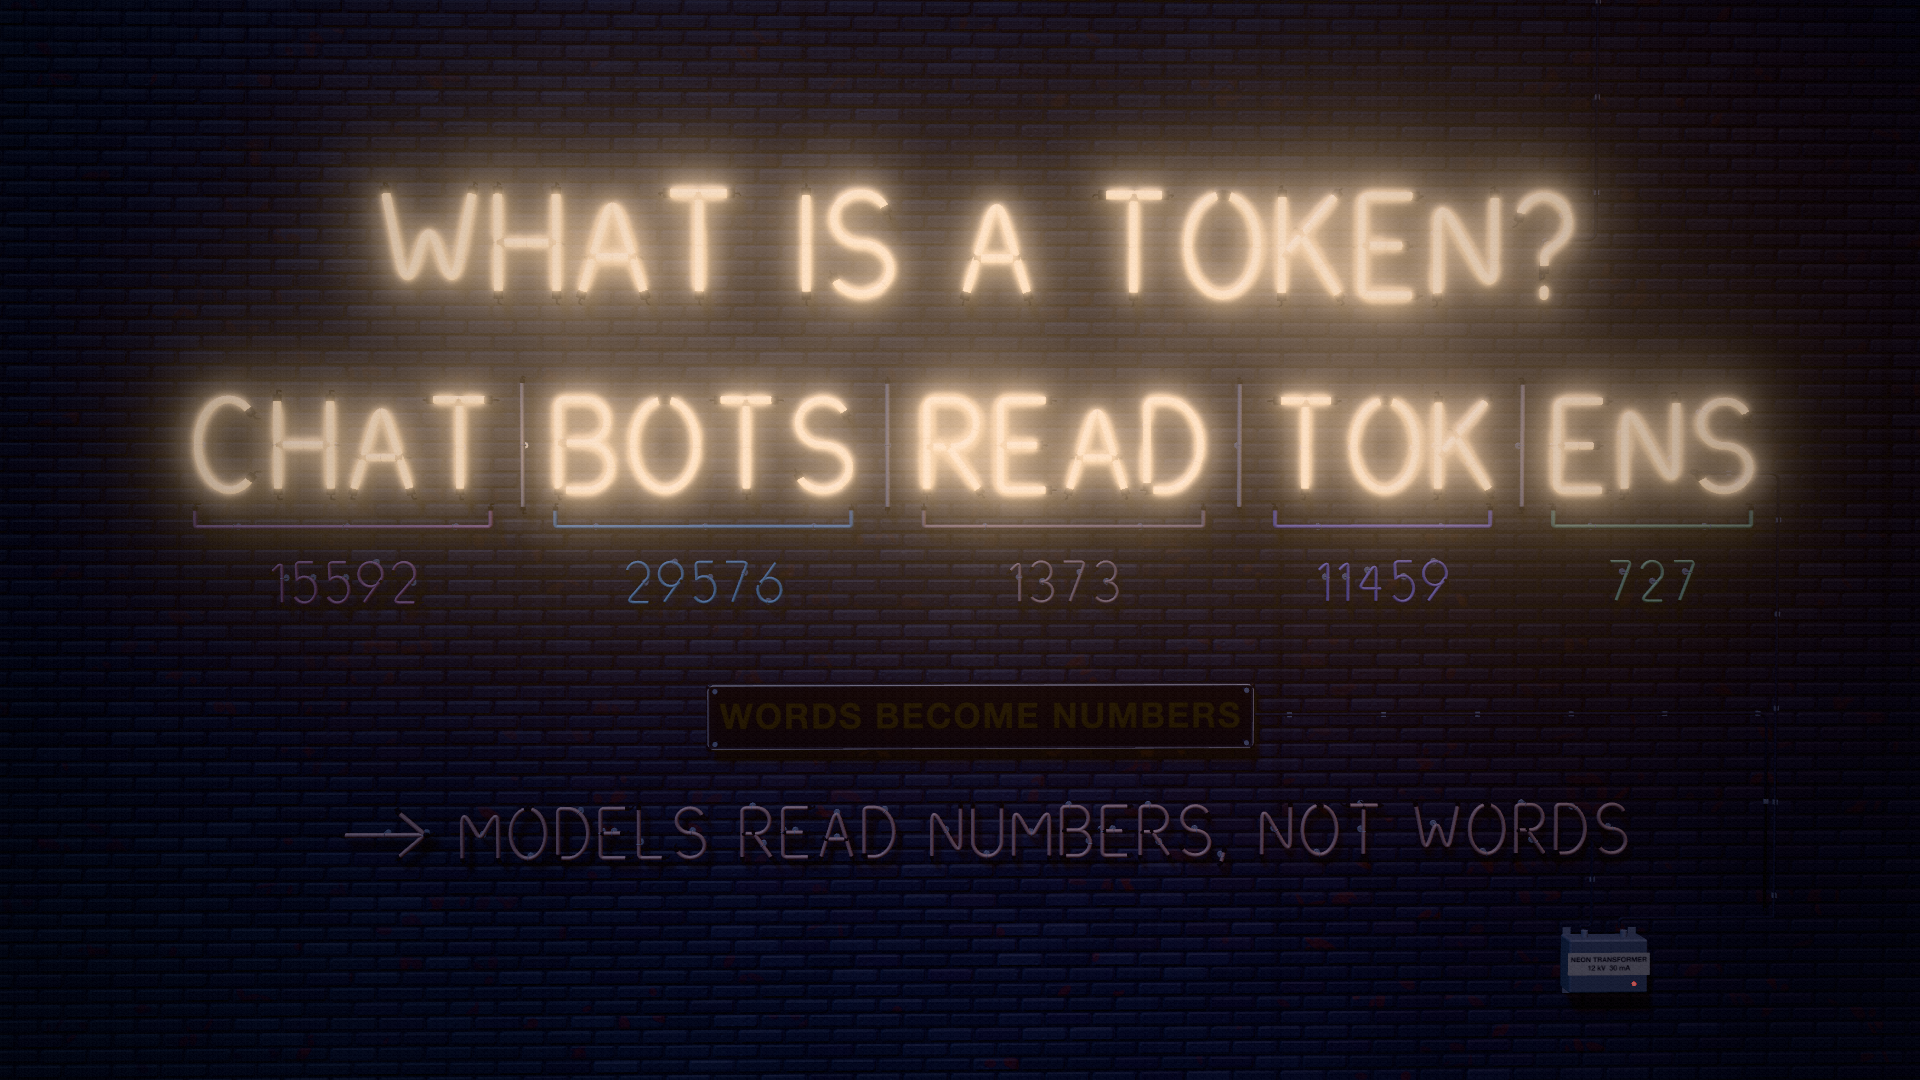 WHAT IS A TOKEN?
CHAT BOTS READ TOK ENS
15592 29576 1373 11459 727
WORDS BECOME NUMBERS
→ MODELS READ NUMBERS, NOT WORDS
NEON TRANSFORMER
12 kV 30 mA